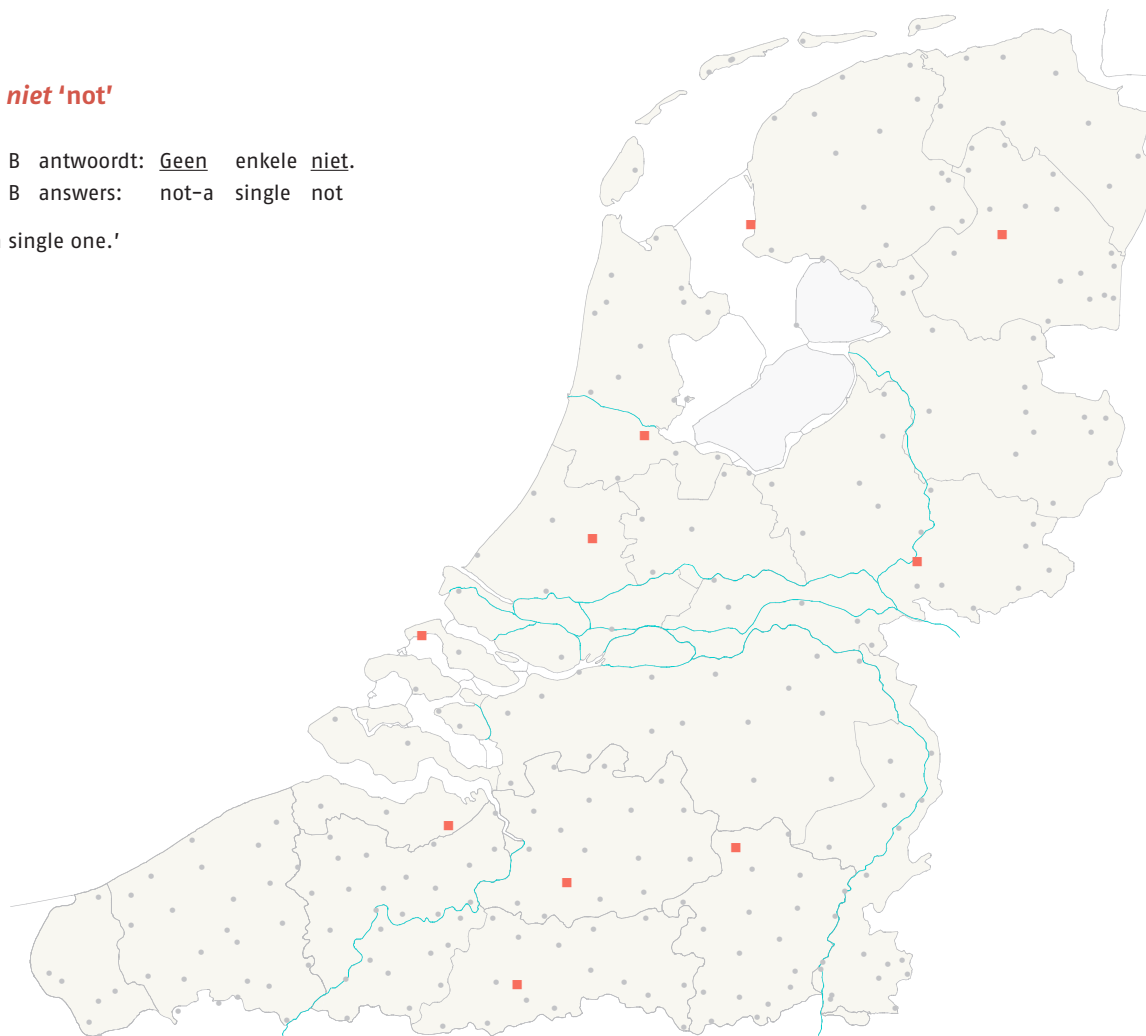 niet ‘not’
B antwoordt: Geen enkele niet.
B answers: not-a single not
single one.’